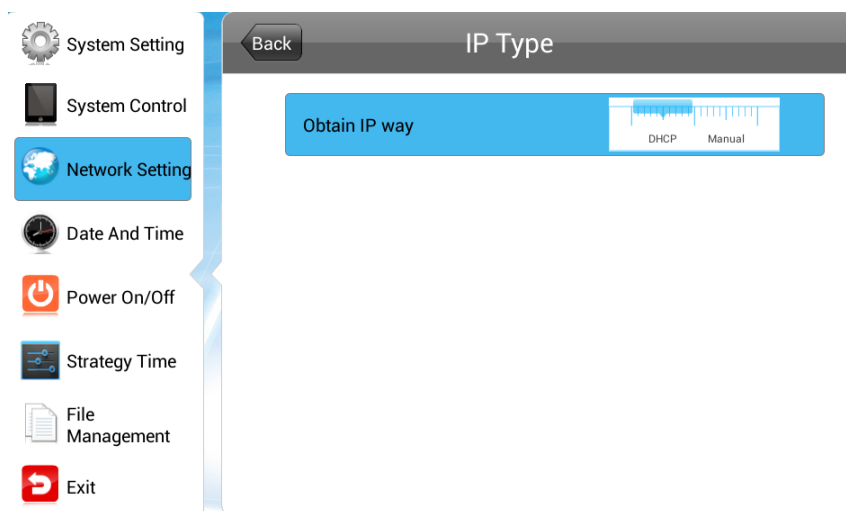 System Setting
System Control
Network Setting
Date And Time
Power On/Off
Strategy Time
File
Management
Exit
Back
IP Type
Obtain IP way
DHCP Manual